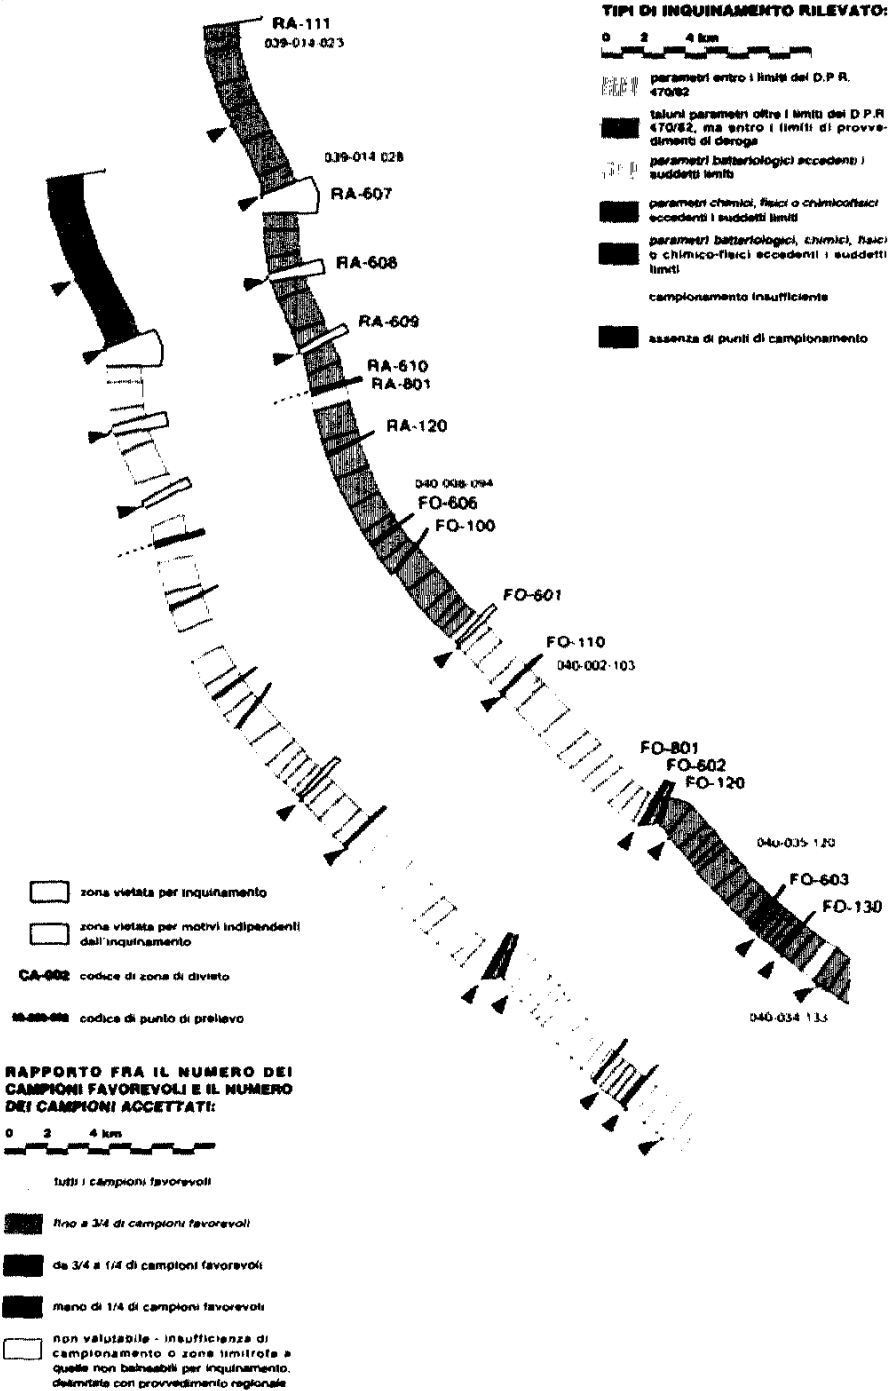 TIPI DI INQUINAMENTO RILEVATO:
0 2 4 km
parametri entro i limiti del D.P.R.
470/82
taluni parametri oltre i limiti del D.P.R
470/82, ma entro i limiti di provve-
dimenti di deroga
parametri batteriologici eccedenti i
suddetti limiti
parametri chimici, fisici o chimicofisici
eccedenti i suddetti limiti
parametri batteriologici, chimici, fisici
o chimico-fisici eccedenti i suddetti
limiti
campionamento insufficiente
assenza di punti di campionamento
RA-111
039-014-023
039-014 028
RA-607
RA-608
RA-609
RA-610
RA-801
RA-120
040 008-094
FO-606
FO-100
FO-601
FO-110
040-002-103
FO-801
FO-602
FO-120
040-035-120
FO-603
FO-130
040-034 133
zona vietata per inquinamento
zona vietata per motivi indipendenti
dall'inquinamento
CA-002 codice di zona di divieto
codice di punto di prelievo
RAPPORTO FRA IL NUMERO DEI
CAMPIONI FAVOREVOLI E IL NUMERO
DEI CAMPIONI ACCETTATI:
0 2 4 km
tutti i campioni favorevoli
fino a 3/4 di campioni favorevoli
da 3/4 a 1/4 di campioni favorevoli
meno di 1/4 di campioni favorevoli
non valutabile - insufficienza di
campionamento o zone limitrofe a
quelle non balneabili per inquinamento,
delimitate con provvedimento regionale